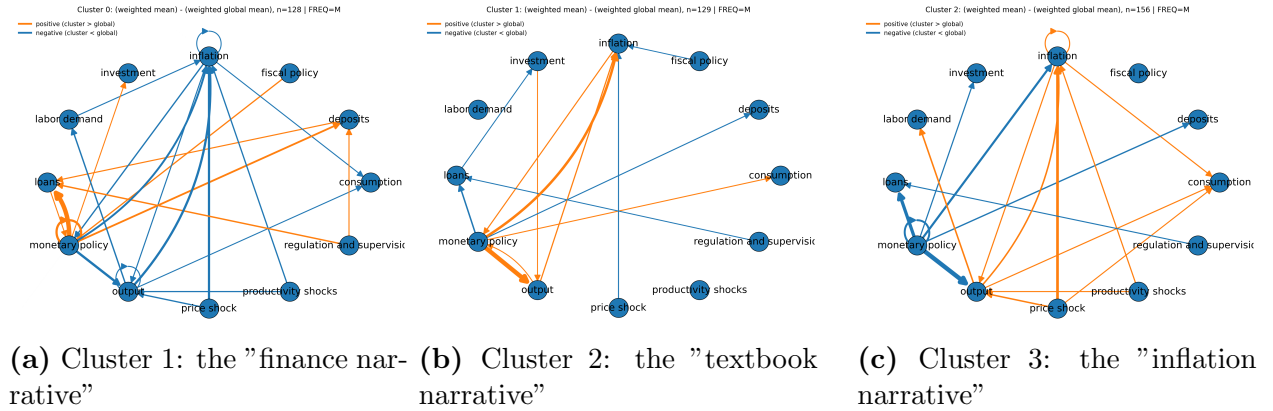 Cluster 0: (weighted mean) - (weighted global mean), n=128 | FREQ=M
positive (cluster > global)
negative (cluster < global)
inflation
investment
fiscal policy
labor demand
deposits
loans
consumption
monetary policy
regulation and supervisic
output
productivity shocks
price shock
(a) Cluster 1: the "finance nar-
rative"
Cluster 1: (weighted mean) - (weighted global mean), n=129 | FREQ=M
positive (cluster > global)
negative (cluster < global)
inflation
investment
fiscal policy
labor demand
deposits
loans
consumption
monetary policy
regulation and supervisic
output
productivity shocks
price shock
(b) Cluster 2: the "textbook
narrative"
Cluster 2: (weighted mean) - (weighted global mean), n=156 | FREQ=M
positive (cluster > global)
negative (cluster < global)
inflation
investment
fiscal policy
labor demand
deposits
loans
consumption
monetary policy
regulation and supervisic
output
productivity shocks
price shock
(c) Cluster 3: the "inflation
narrative"